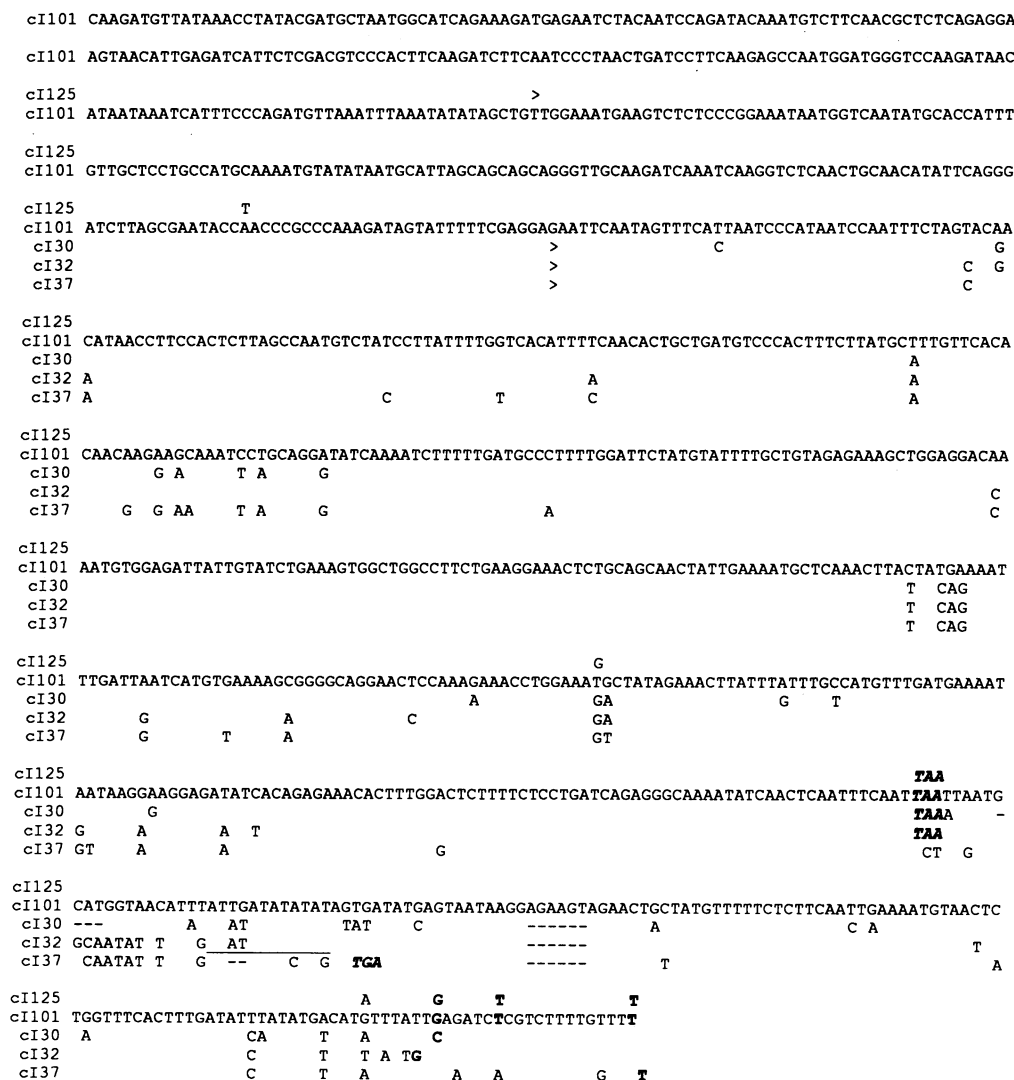 cI101 CAAGATGTTATAAACCTATACGATGCTAATGGCATCAGAAAGATGAGAATCTACAATCCAGATACAAATGTCTTCAACGCTCTCAGAGGA
cI101 AGTAACATTGAGATCATTCTCGACGTCCCACTTCAAGATCTTCAATCCCTAACTGATCCTTCAAGAGCCAATGGATGGGTCCAAGATAAC
cI125 >
cI101 ATAATAAATCATTTCCCAGATGTTAAATTTAAATATATAGCTGTTGGAAATGAAGTCTCTCCCGGAAATAATGGTCAATATGCACCATTT
cI125
cI101 GTTGCTCCTGCCATGCAAAATGTATATAATGCATTAGCAGCAGCAGGGTTGCAAGATCAAATCAAGGTCTCAACTGCAACATATTCAGGG
cI125 T
cI101 ATCTTAGCGAATACCAACCCGCCCAAAGATAGTATTTTTCGAGGAGAATTCAATAGTTTCATTAATCCCATAATCCAATTTCTAGTACAA
cI30 > C G
cI32 > C G
cI37 > C
cI125
cI101 CATAACCTTCCACTCTTAGCCAATGTCTATCCTTATTTTGGTCACATTTTCAACACTGCTGATGTCCCACTTTCTTATGCTTTGTTCACA
cI30 A
cI32 A A A
cI37 A C T C A
cI125
cI101 CAACAAGAAGCAAATCCTGCAGGATATCAAAATCTTTTTGATGCCCTTTTGGATTCTATGTATTTTGCTGTAGAGAAAGCTGGAGGACAA
cI30 G A T A G
cI32 C
cI37 G G AA T A G A C
cI125
cI101 AATGTGGAGATTATTGTATCTGAAAGTGGCTGGCCTTCTGAAGGAAACTCTGCAGCAACTATTGAAAATGCTCAAACTTACTATGAAAAT
cI30 T CAG
cI32 T CAG
cI37 T CAG
cI125 G
cI101 TTGATTAATCATGTGAAAAGCGGGGCAGGAACTCCAAAGAAACCTGGAAATGCTATAGAAACTTATTTATTTGCCATGTTTGATGAAAAT
cI30 A GA G T
cI32 G A C GA
cI37 G T A GT
cI125 TAA
cI101 AATAAGGAAGGAGATATCACAGAGAAACACTTTGGACTCTTTTCTCCTGATCAGAGGGCAAAATATCAACTCAATTTCAATTAATTAATG
cI30 G TAAA -
cI32 G A A T TAA
cI37 GT A A G CT G
cI125
cI101 CATGGTAACATTTATTGATATATATAGTGATATGAGTAATAAGGAGAAGTAGAACTGCTATGTTTTTCTCTTCAATTGAAAATGTAACTC
cI30 --- A AT TAT C ------ A C A
cI32 GCAATAT T G AT ------ T
cI37 CAATAT T G -- C G TGA ------ T A
cI125 A G T T
cI101 TGGTTTCACTTTGATATTTATATGACATGTTTATTGAGATCTCGTCTTTTGTTTT
cI30 A CA T A C
cI32 C T T A TG
cI37 C T A A A G T